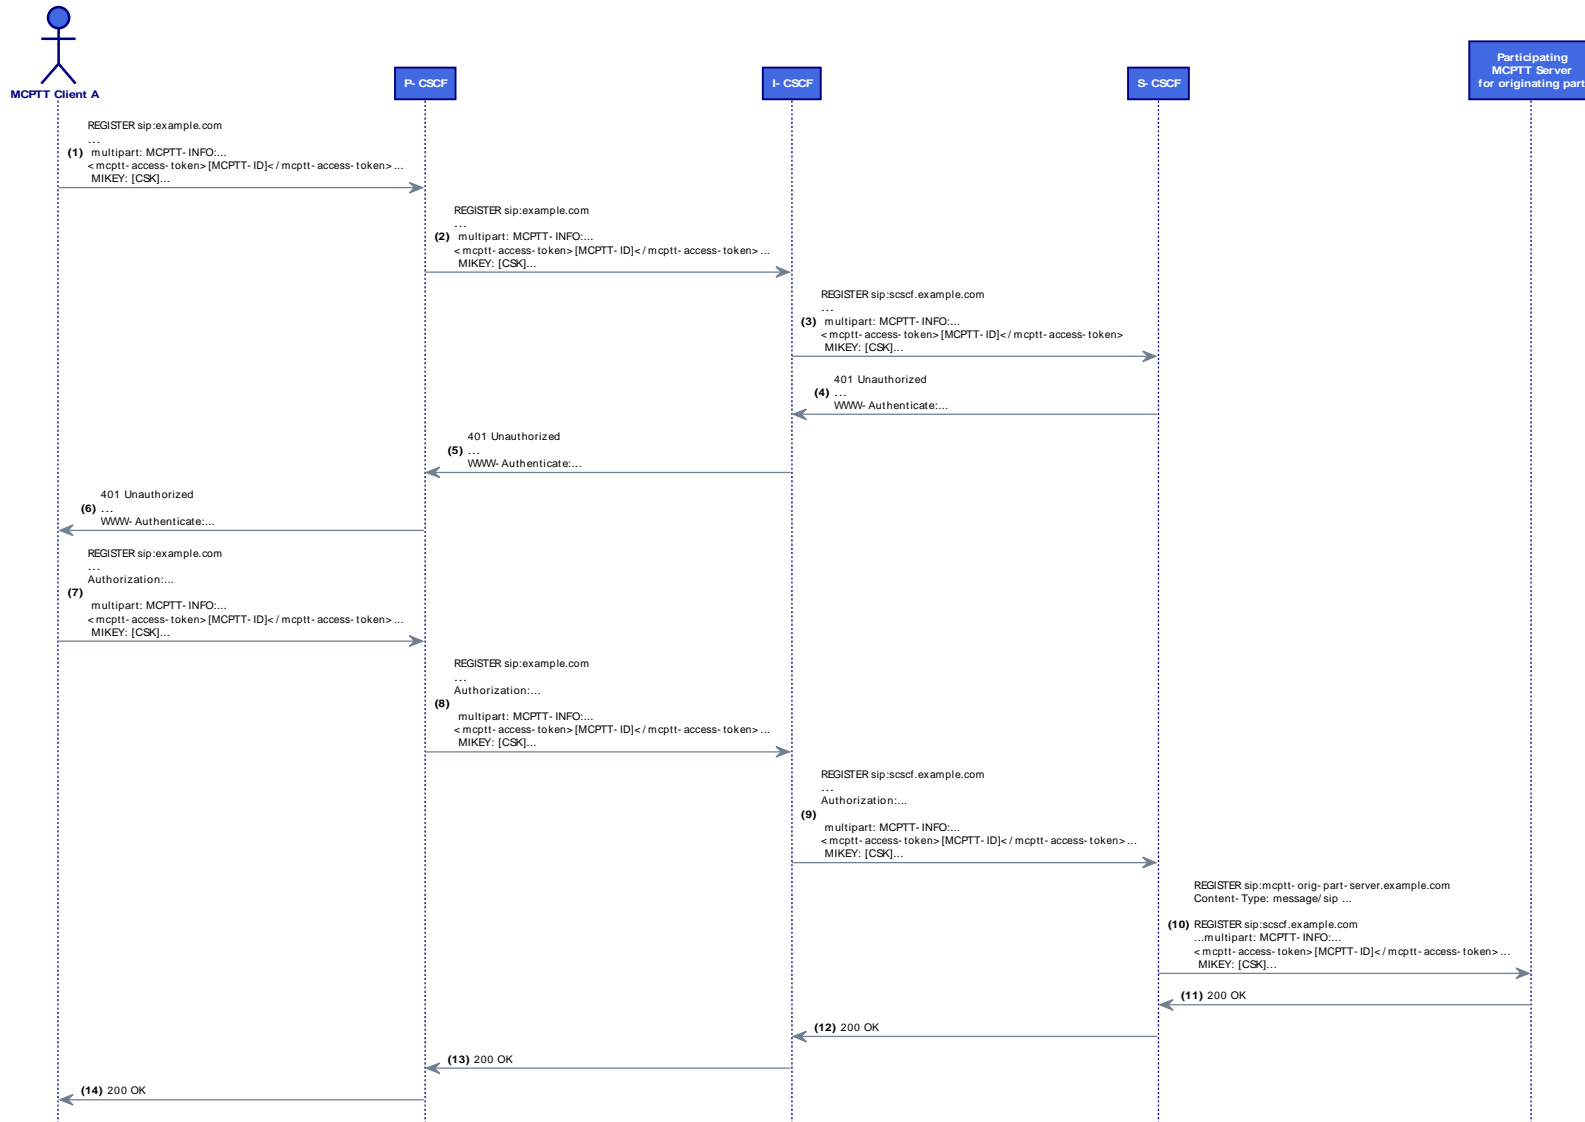 MCPTT Client A
P- CSCF
I- CSCF
S- CSCF
Participating
MCPTT Server
for originating part
REGISTER sip:example.com
...
(1) multipart: MCPTT- INFO:...
< mcptt- access- token> [MCPTT- ID]< / mcptt- access- token> ...
MIKEY: [CSK]...
REGISTER sip:example.com
...
(2) multipart: MCPTT- INFO:...
< mcptt- access- token> [MCPTT- ID]< / mcptt- access- token> ...
MIKEY: [CSK]...
REGISTER sip:scscf.example.com
...
(3) multipart: MCPTT- INFO:...
< mcptt- access- token> [MCPTT- ID]< / mcptt- access- token>
MIKEY: [CSK]...
401 Unauthorized
(4) ...
WWW- Authenticate:...
401 Unauthorized
(5) ...
WWW- Authenticate:...
401 Unauthorized
(6) ...
WWW- Authenticate:...
REGISTER sip:example.com
...
Authorization:...
(7)
multipart: MCPTT- INFO:...
< mcptt- access- token> [MCPTT- ID]< / mcptt- access- token> ...
MIKEY: [CSK]...
REGISTER sip:example.com
...
Authorization:...
(8)
multipart: MCPTT- INFO:...
< mcptt- access- token> [MCPTT- ID]< / mcptt- access- token> ...
MIKEY: [CSK]...
REGISTER sip:scscf.example.com
...
Authorization:...
(9)
multipart: MCPTT- INFO:...
< mcptt- access- token> [MCPTT- ID]< / mcptt- access- token> ...
MIKEY: [CSK]...
REGISTER sip:mcptt- orig- part- server.example.com
Content- Type: message/ sip ...
(10) REGISTER sip:scscf.example.com
...multipart: MCPTT- INFO:...
< mcptt- access- token> [MCPTT- ID]< / mcptt- access- token> ...
MIKEY: [CSK]...
(11) 200 OK
(12) 200 OK
(13) 200 OK
(14) 200 OK